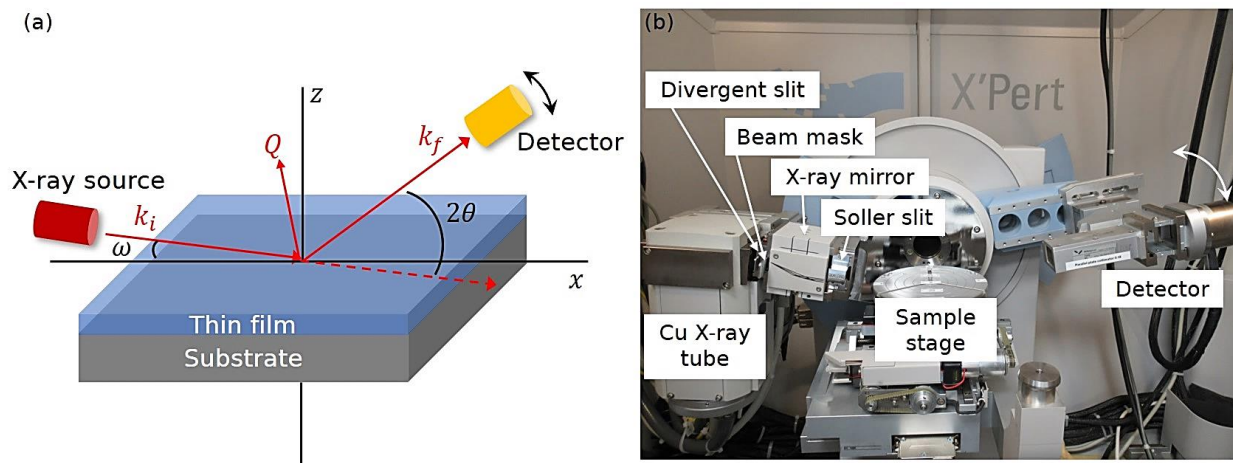 (a)
z
Q
k_f
Detector
X-ray source
k_i
2θ
ω
x
Thin film
Substrate
(b)
X'Pert
Divergent slit
Beam mask
X-ray mirror
Soller slit
Cu X-ray
tube
Sample
stage
Detector